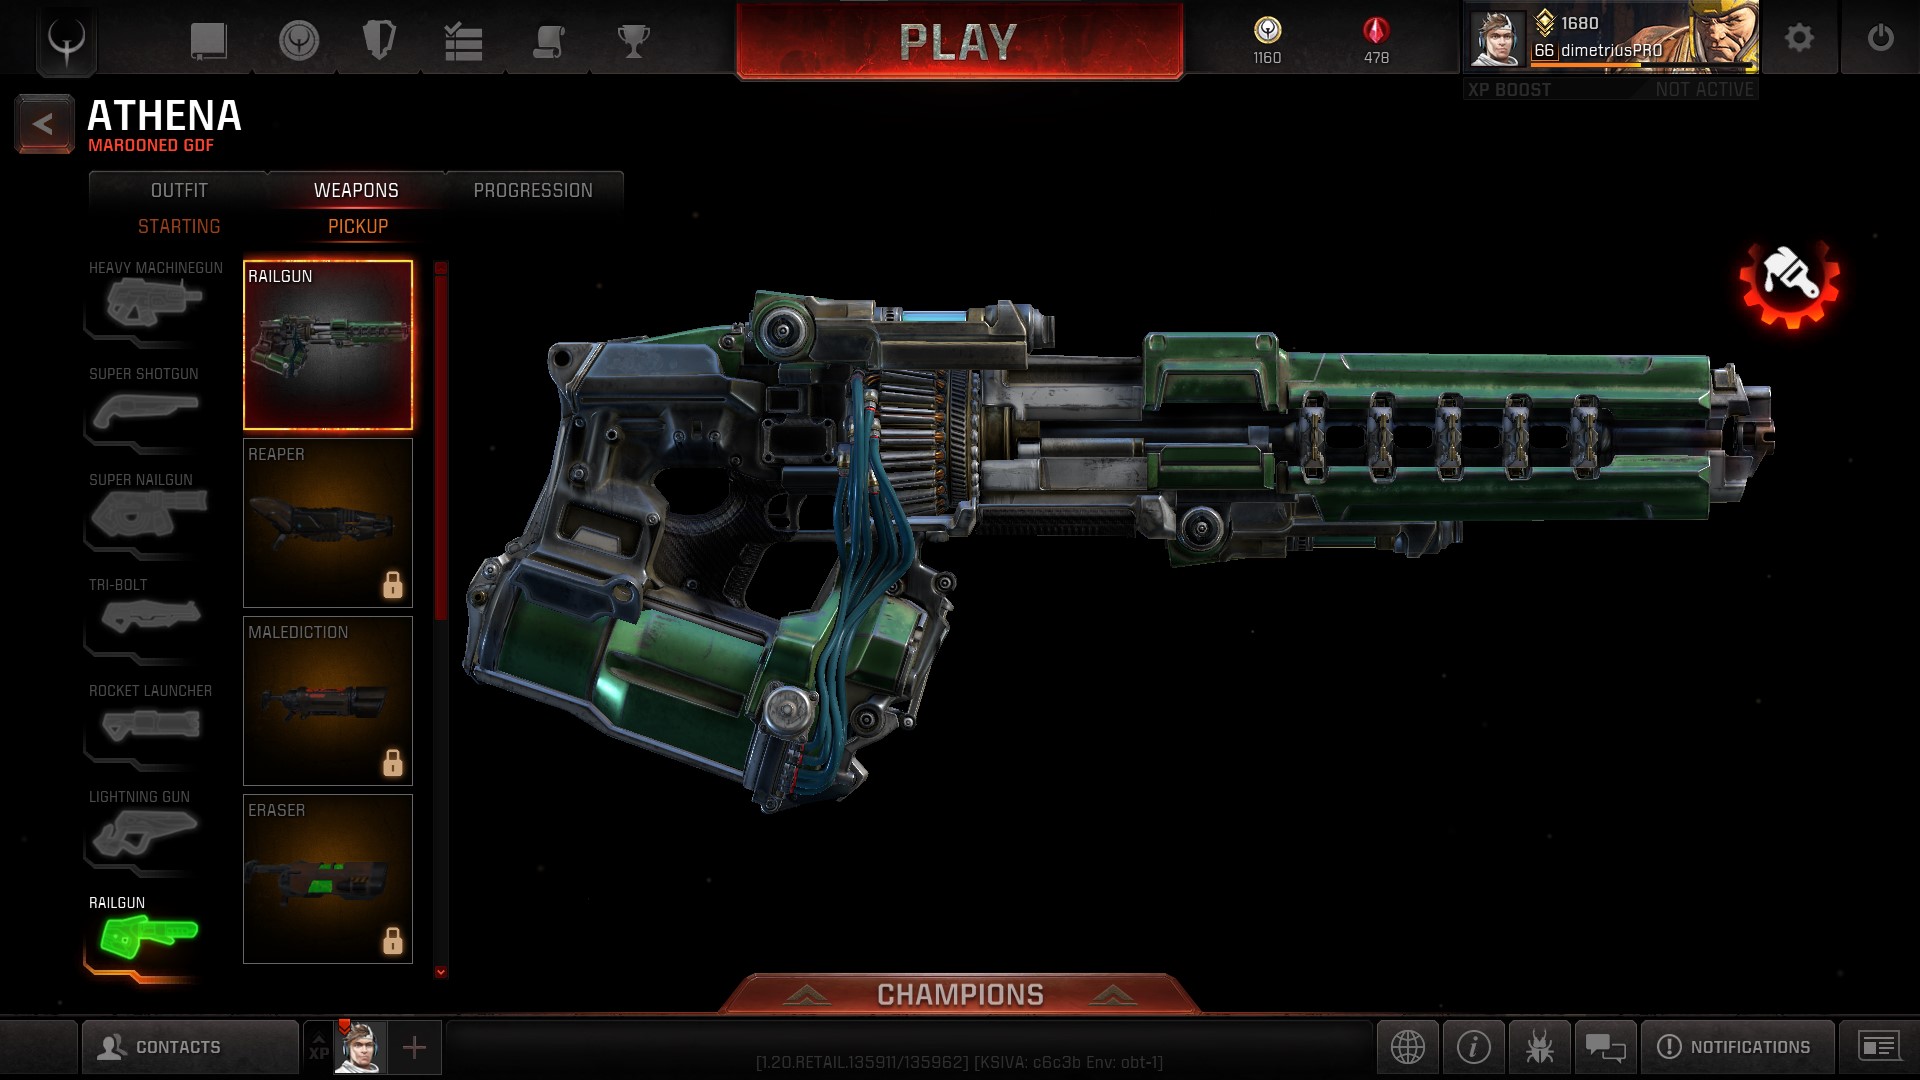 PLAY
1160
478
1680
66 dimetriusPRO
XP BOOST NOT ACTIVE
<
ATHENA
MAROONED GDF
OUTFIT WEAPONS PROGRESSION
STARTING PICKUP
HEAVY MACHINEGUN
SUPER SHOTGUN
SUPER NAILGUN
TRI-BOLT
ROCKET LAUNCHER
LIGHTNING GUN
RAILGUN
RAILGUN
REAPER
MALEDICTION
ERASER
CHAMPIONS
CONTACTS
XP
+
[1.20.RETAIL.135911/135962] [KSIVA: c6c3b Env: obt-1]
NOTIFICATIONS